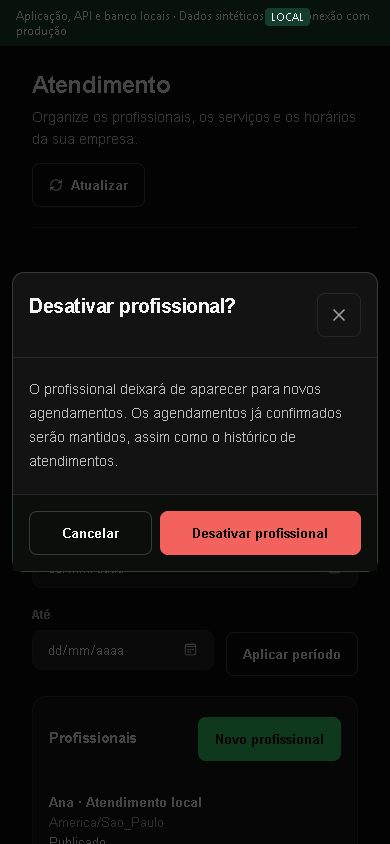 Aplicação, API e banco locais · Dados sintéticos LOCAL onexão com
produção
Atendimento
Organize os profissionais, os serviços e os horários
da sua empresa.
Atualizar
Desativar profissional?
O profissional deixará de aparecer para novos
agendamentos. Os agendamentos já confirmados
serão mantidos, assim como o histórico de
atendimentos.
Cancelar
Desativar profissional
Até
dd/mm/aaaa
Aplicar período
Profissionais
Novo profissional
Ana · Atendimento local
America/Sao_Paulo
Publicado